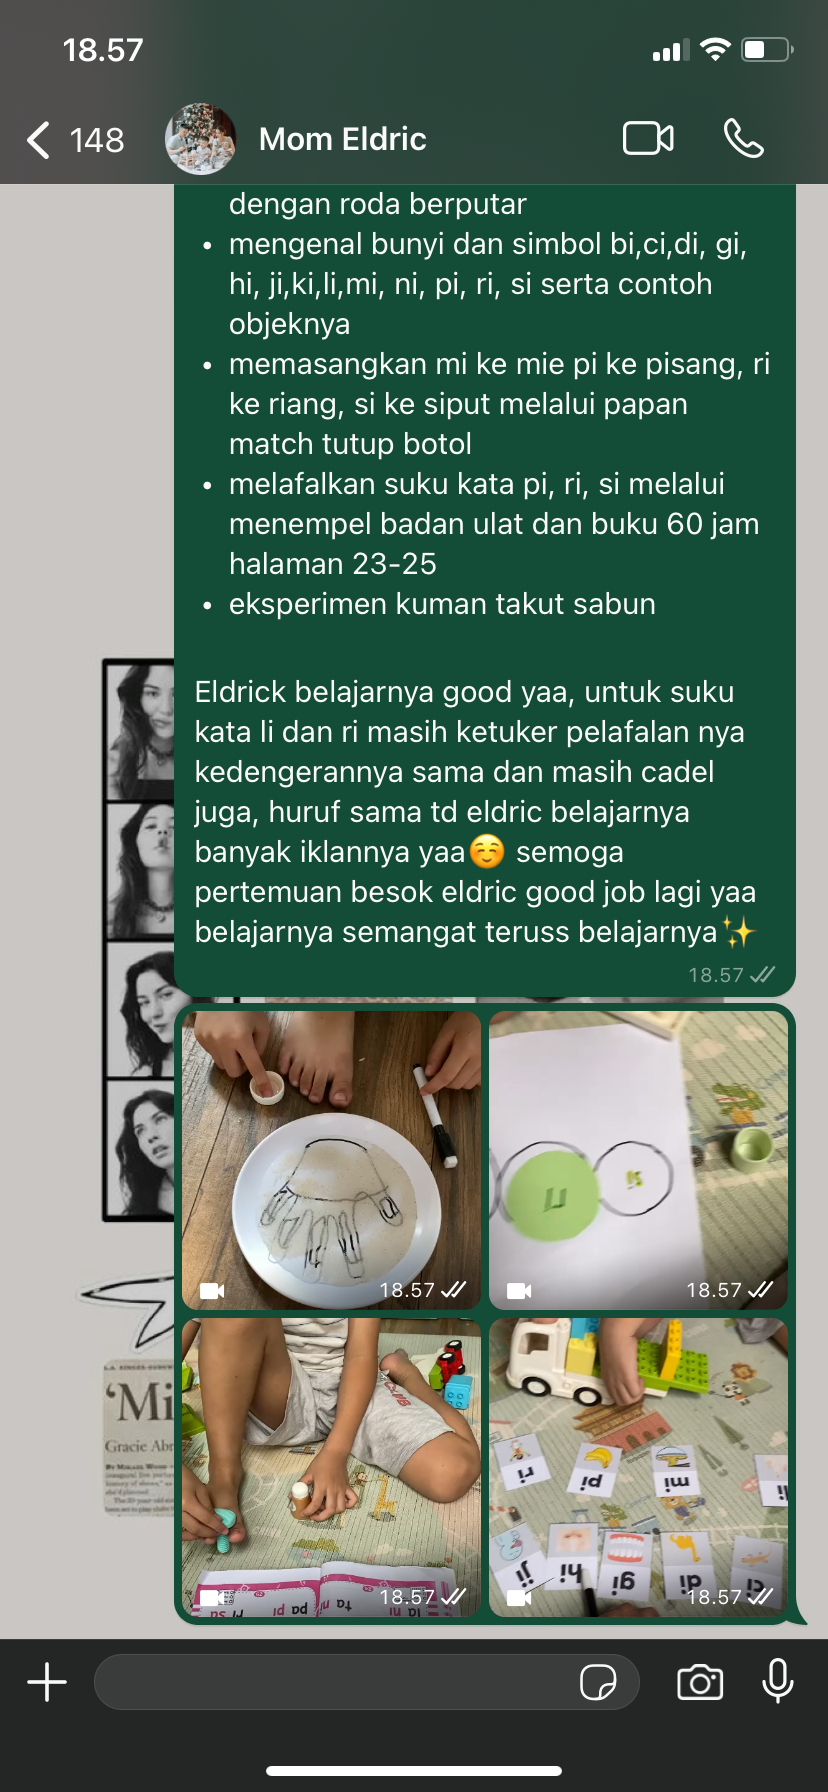 18.57
148
Mom Eldric
dengan roda berputar
• mengenal bunyi dan simbol bi,ci,di, gi,
hi, ji,ki,li,mi, ni, pi, ri, si serta contoh
objeknya
• memasangkan mi ke mie pi ke pisang, ri
ke riang, si ke siput melalui papan
match tutup botol
• melafalkan suku kata pi, ri, si melalui
menempel badan ulat dan buku 60 jam
halaman 23-25
• eksperimen kuman takut sabun
Eldrick belajarnya good yaa, untuk suku
kata li dan ri masih ketuker pelafalan nya
kedengerannya sama dan masih cadel
juga, huruf sama td eldric belajarnya
banyak iklannya yaa☺️ semoga
pertemuan besok eldric good job lagi yaa
belajarnya semangat teruss belajarnya✨
18.57
18.57
18.57
ri
pi
mi
ji
hi
gi
di
ci
pi pa
18.57
18.57
'Mi
Gracie Abr